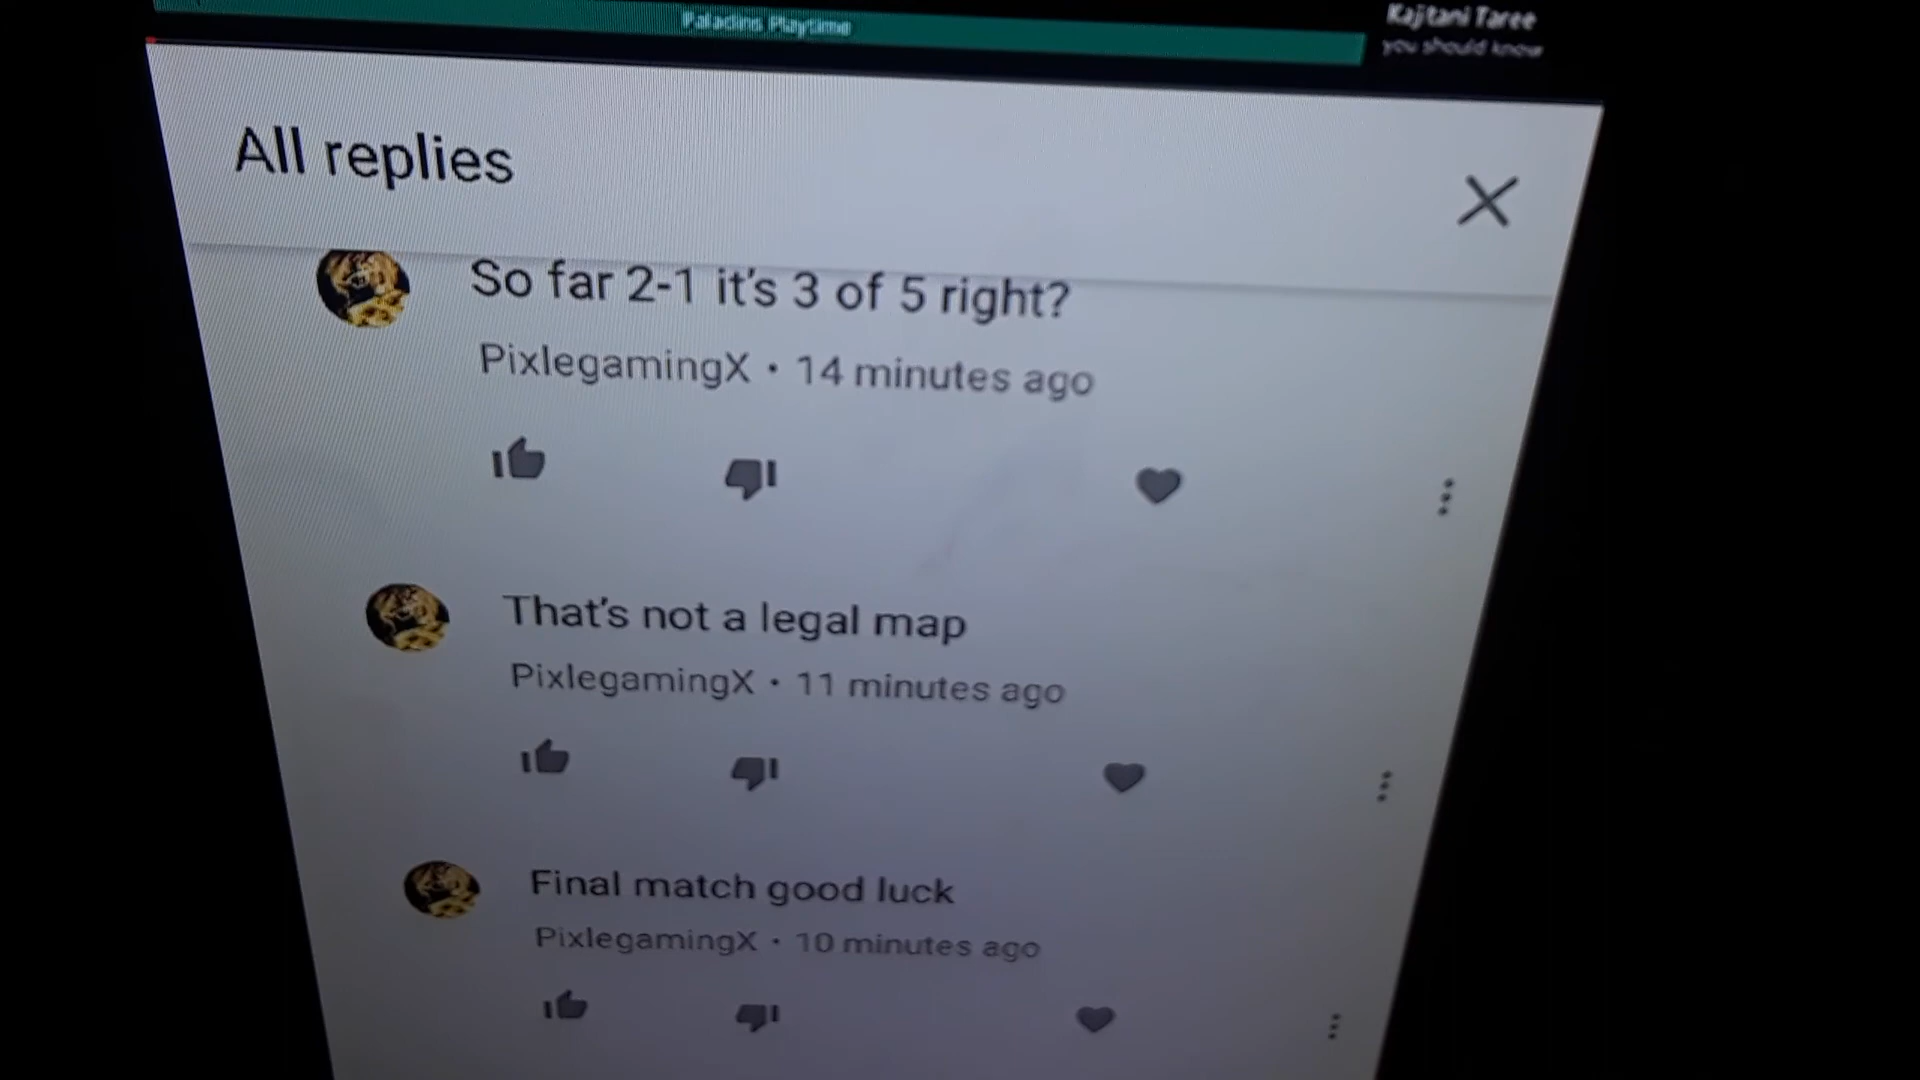 Paladins Playtime
Kajitani Taree
you should know
All replies
So far 2-1 it's 3 of 5 right?
PixlegamingX • 14 minutes ago
That's not a legal map
PixlegamingX • 11 minutes ago
Final match good luck
PixlegamingX • 10 minutes ago